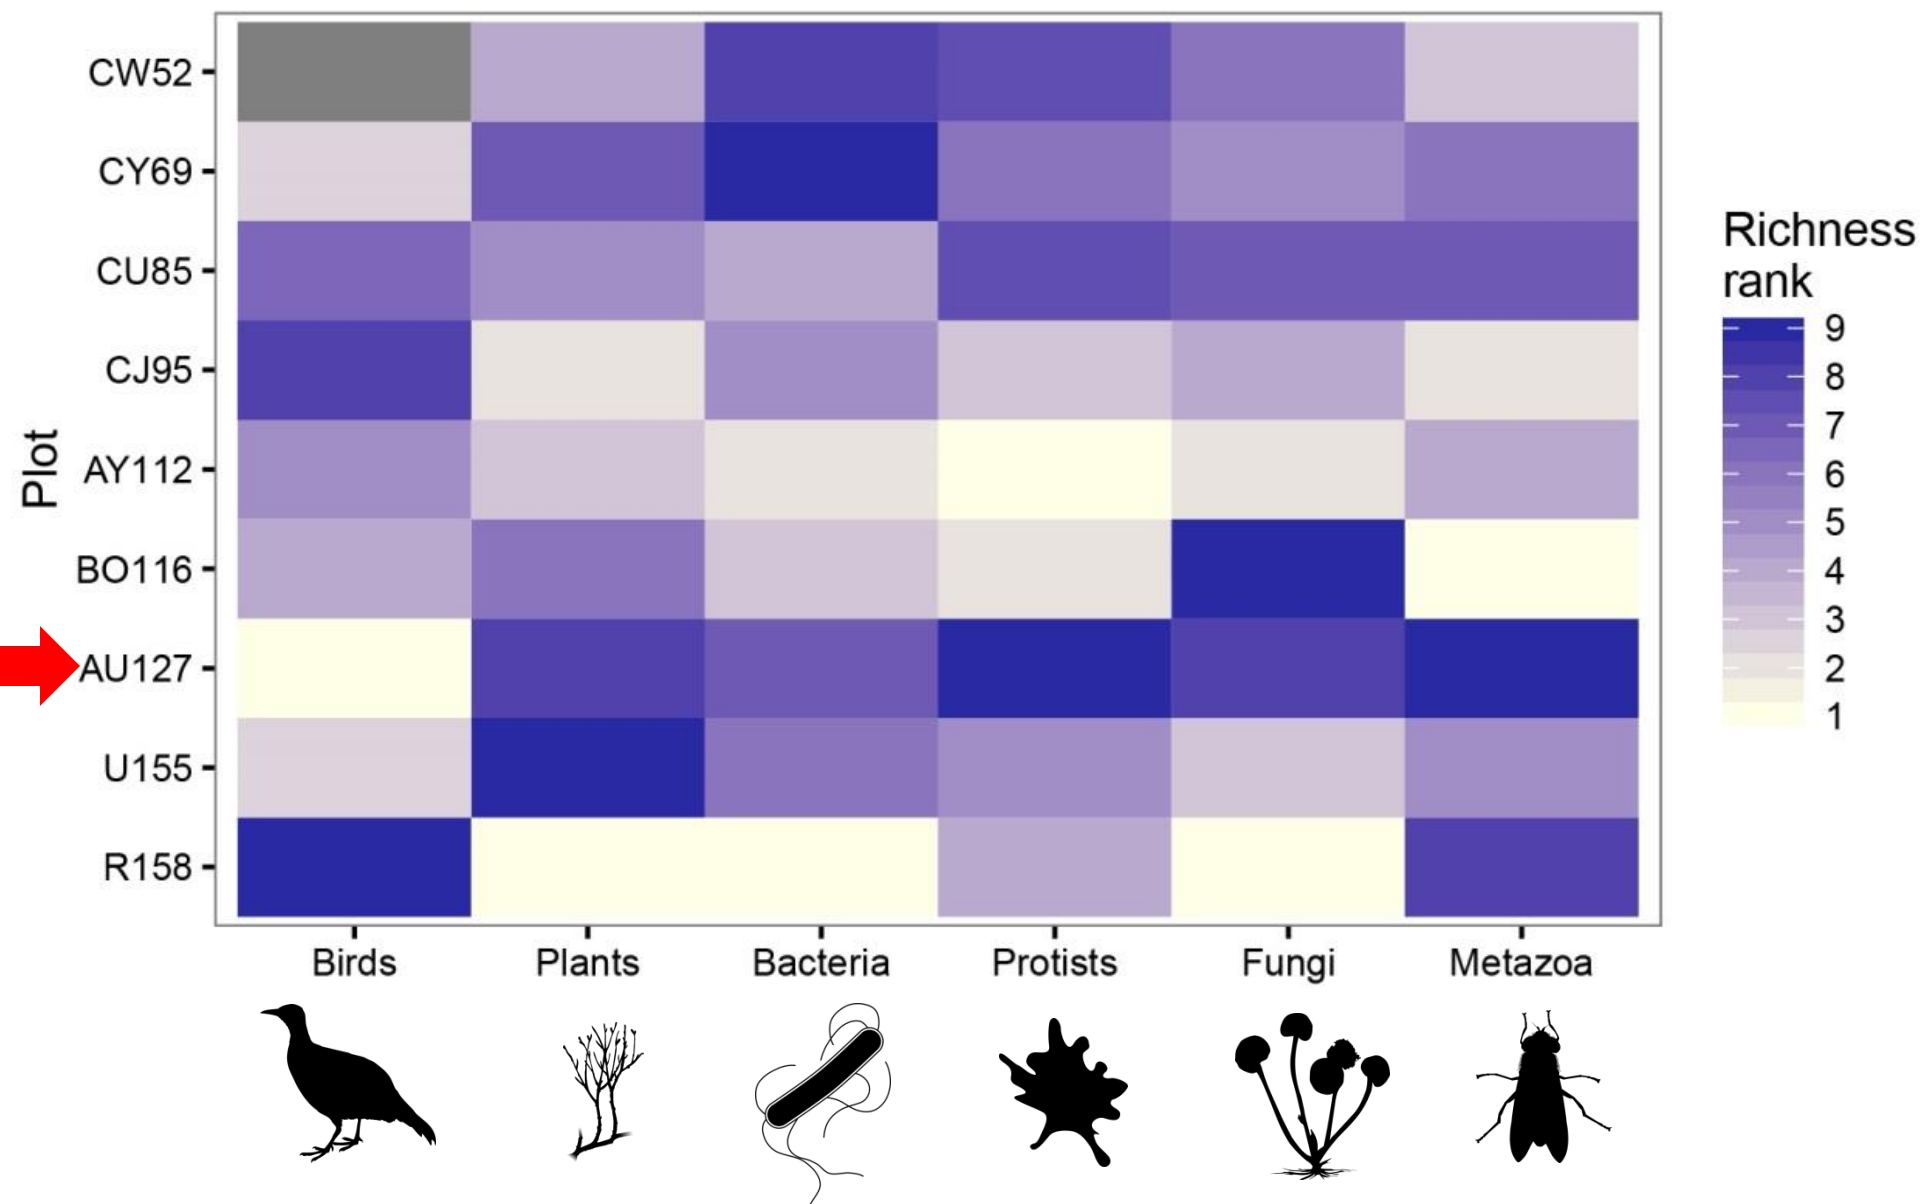 CW52
CY69
CU85
CJ95
AY112
BO116
AU127
U155
R158
Plot
Birds Plants Bacteria Protists Fungi Metazoa
Richness
rank
9
8
7
6
5
4
3
2
1